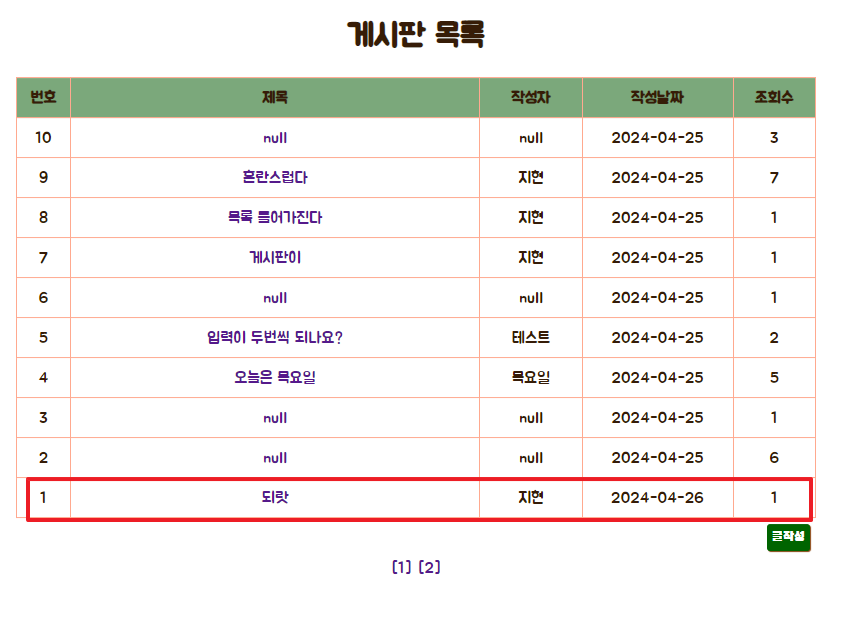 게시판 목록
번호 제목 작성자 작성날짜 조회수
10 null null 2024-04-25 3
9 혼란스럽다 지현 2024-04-25 7
8 목록 들어가진다 지현 2024-04-25 1
7 게시판이 지현 2024-04-25 1
6 null null 2024-04-25 1
5 입력이 두번씩 되나요? 테스트 2024-04-25 2
4 오늘은 목요일 목요일 2024-04-25 5
3 null null 2024-04-25 1
2 null null 2024-04-25 6
1 되랏 지현 2024-04-26 1
글작성
[1] [2]